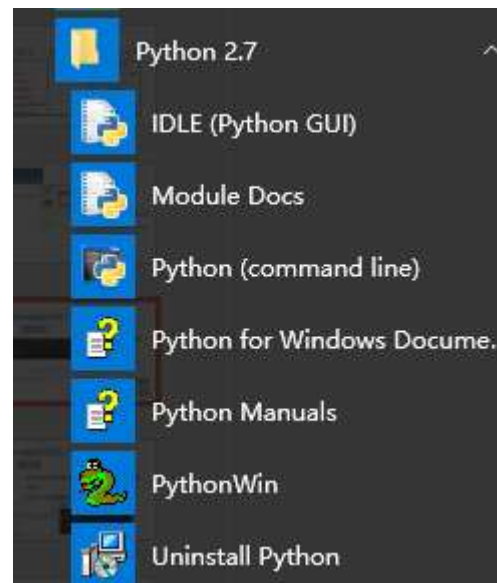 Python 2.7
IDLE (Python GUI)
Module Docs
Python (command line)
Python for Windows Docume.
Python Manuals
PythonWin
Uninstall Python